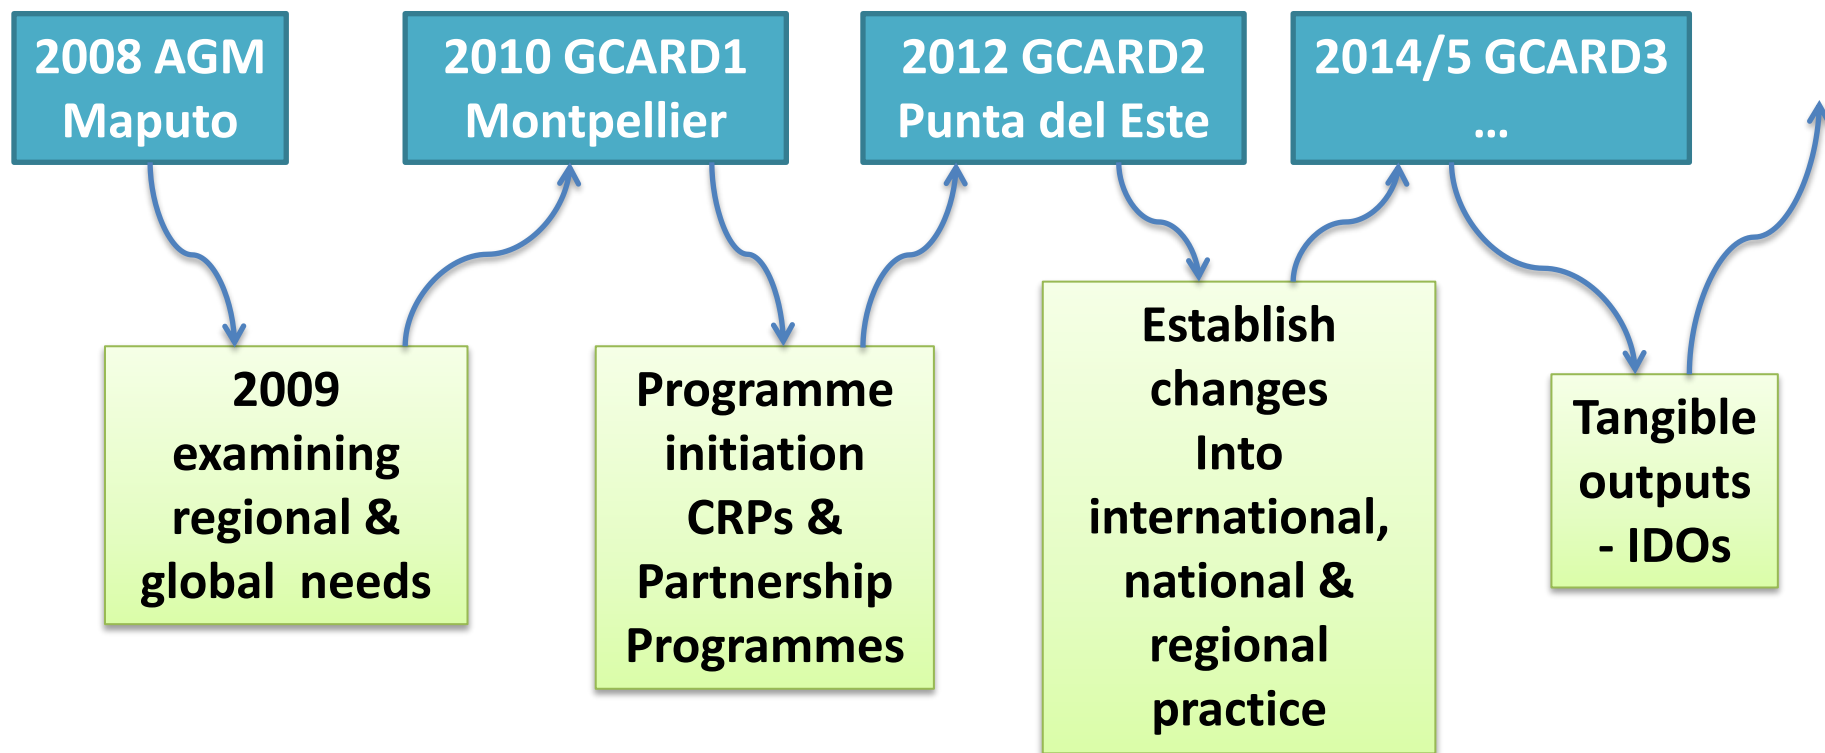 2008 AGM
Maputo
2010 GCARD1
Montpellier
2012 GCARD2
Punta del Este
2014/5 GCARD3
...
2009
examining
regional &
global  needs
Programme
initiation
CRPs &
Partnership
Programmes
Establish
changes
Into
international,
national &
regional
practice
Tangible
outputs
- IDOs